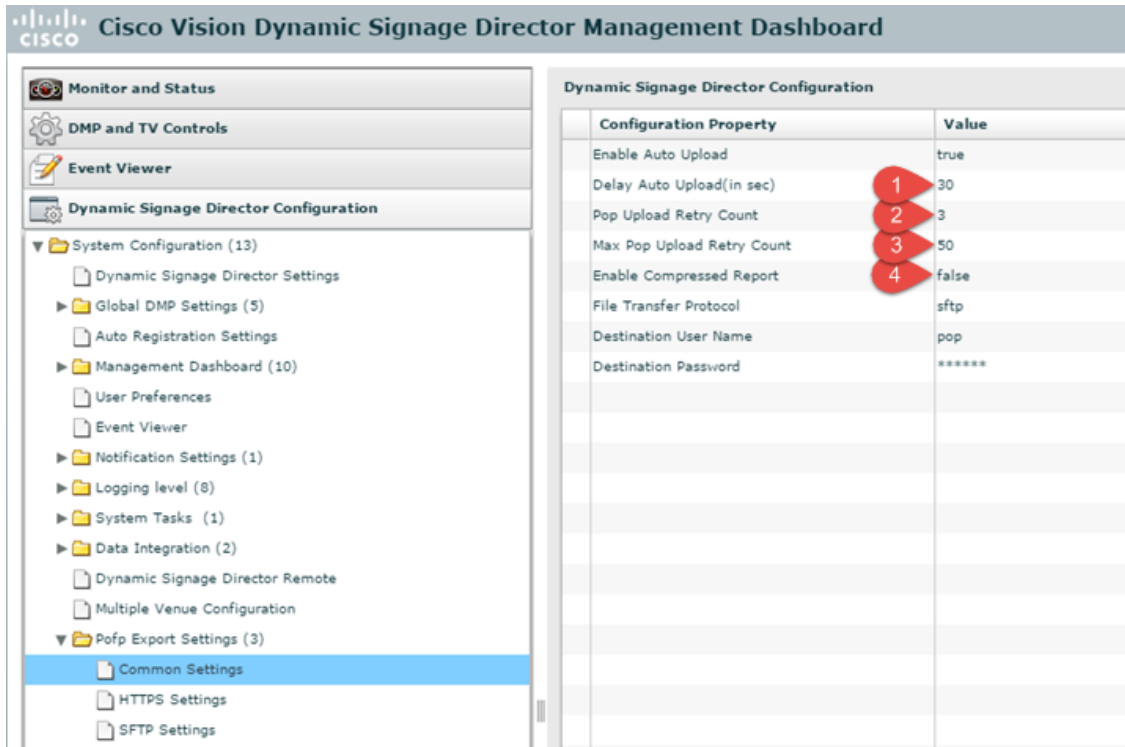 CISCO
Cisco Vision Dynamic Signage Director Management Dashboard
Monitor and Status
DMP and TV Controls
Event Viewer
Dynamic Signage Director Configuration
System Configuration (13)
Dynamic Signage Director Settings
Global DMP Settings (5)
Auto Registration Settings
Management Dashboard (10)
User Preferences
Event Viewer
Notification Settings (1)
Logging level (8)
System Tasks (1)
Data Integration (2)
Dynamic Signage Director Remote
Multiple Venue Configuration
Pofp Export Settings (3)
Common Settings
HTTPS Settings
SFTP Settings
Dynamic Signage Director Configuration
Configuration Property Value
Enable Auto Upload true
Delay Auto Upload(in sec) 1 30
Pop Upload Retry Count 2 3
Max Pop Upload Retry Count 3 50
Enable Compressed Report 4 false
File Transfer Protocol sftp
Destination User Name pop
Destination Password ******